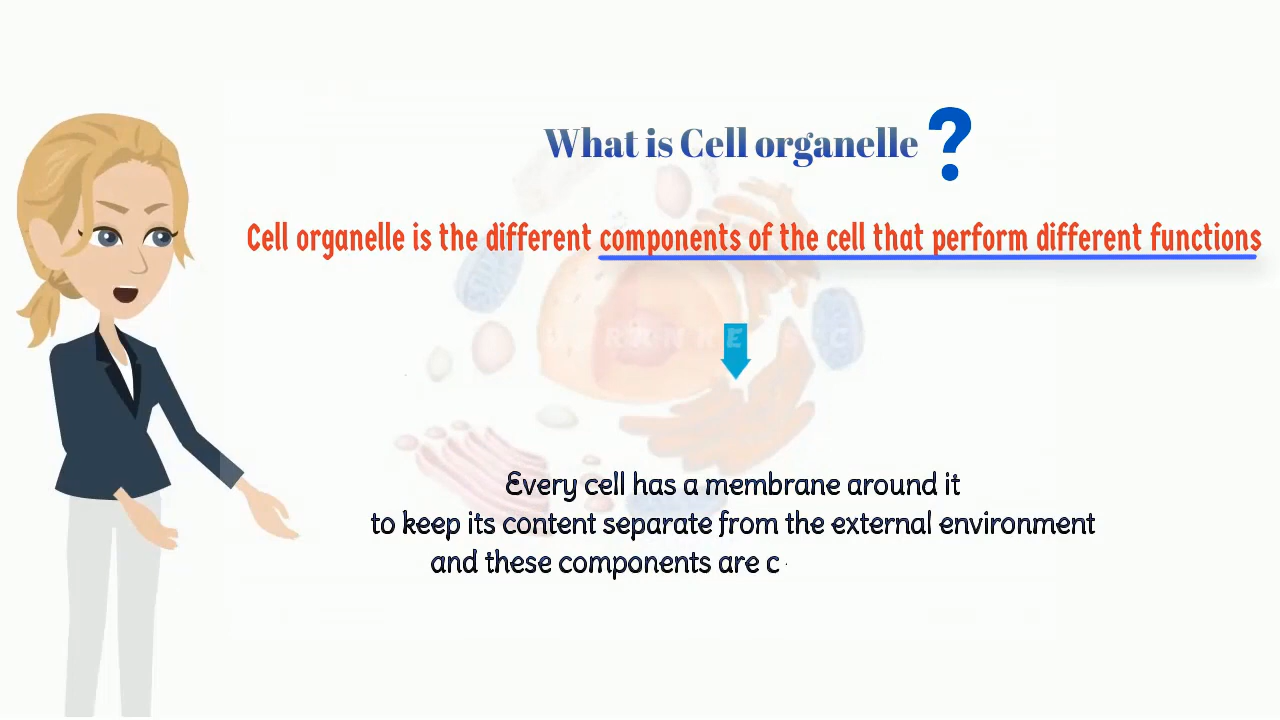 What is Cell organelle?
Cell organelle is the different components of the cell that perform different functions
Every cell has a membrane around it
to keep its content separate from the external environment
and these components are c